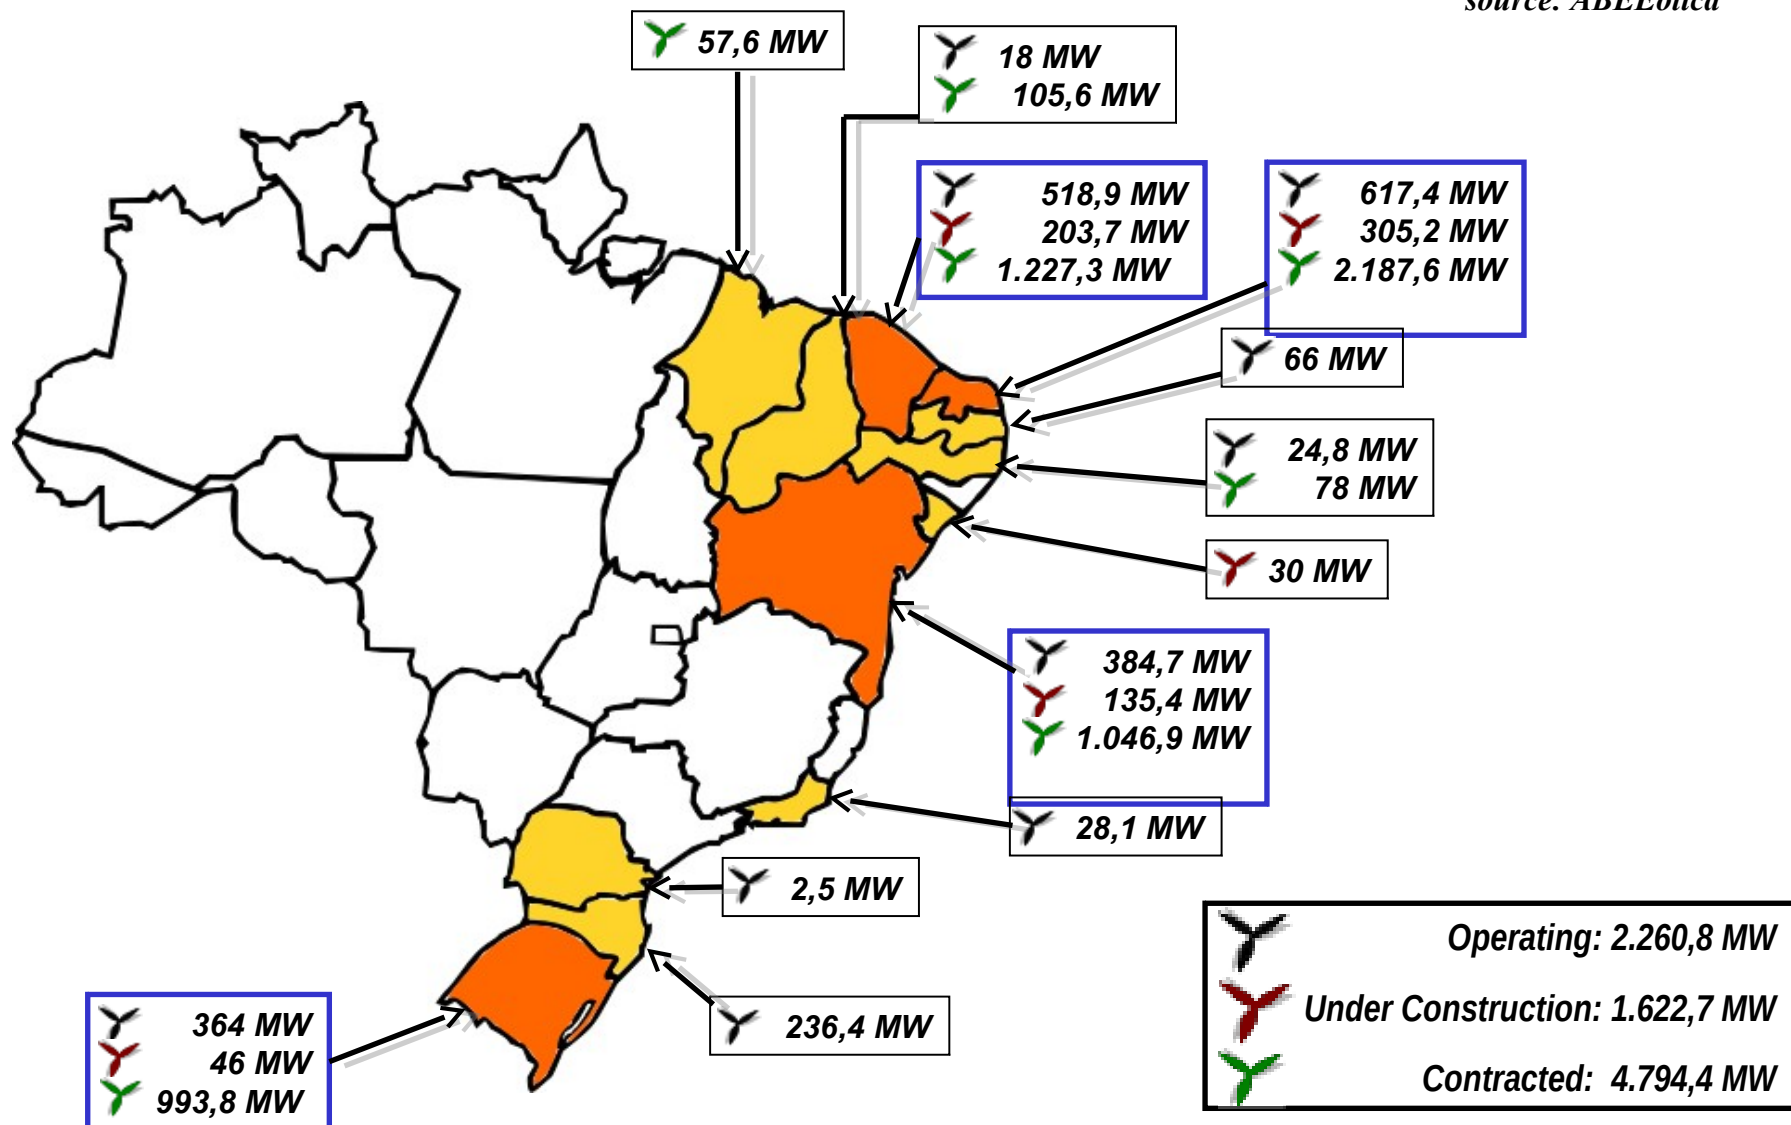 source: ABEEólica
57,6 MW
18 MW
105,6 MW
518,9 MW
203,7 MW
1.227,3 MW
617,4 MW
305,2 MW
2.187,6 MW
66 MW
24,8 MW
78 MW
30 MW
384,7 MW
135,4 MW
1.046,9 MW
28,1 MW
2,5 MW
236,4 MW
364 MW
46 MW
993,8 MW
Operating: 2.260,8 MW
Under Construction: 1.622,7 MW
Contracted: 4.794,4 MW